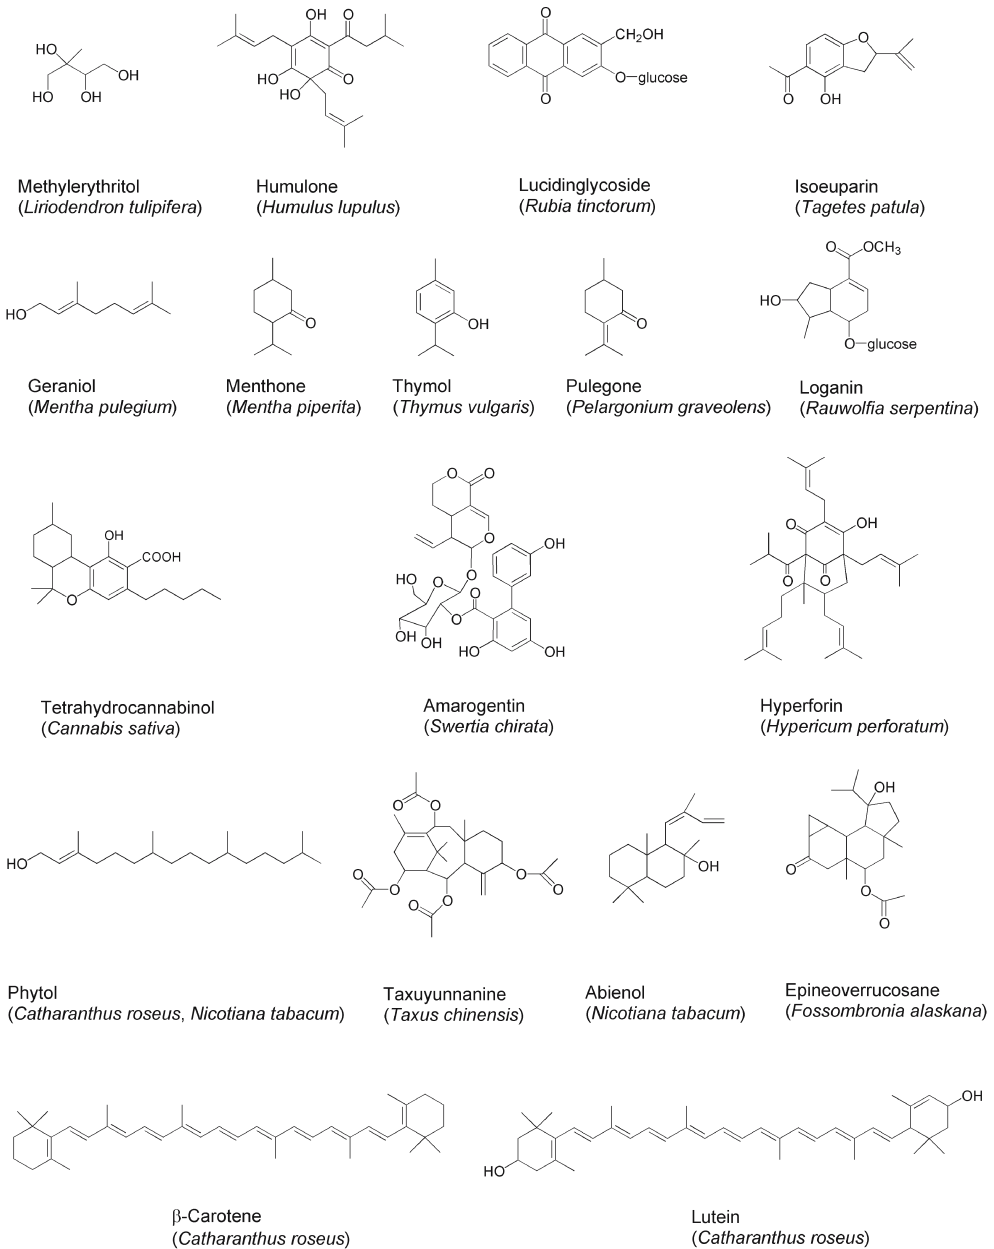 HO
OH
HO
OH
OH
O
HO
O
HO
O
O
CH2OH
O—glucose
O
O
OH
Methylerythritol
(Liriodendron tulipifera)
Humulone
(Humulus lupulus)
Lucidinglycoside
(Rubia tinctorum)
Isoeuparin
(Tagetes patula)
HO
O
OH
O
O
OCH3
HO
O—glucose
Geraniol
(Mentha pulegium)
Menthone
(Mentha piperita)
Thymol
(Thymus vulgaris)
Pulegone
(Pelargonium graveolens)
Loganin
(Rauwolfia serpentina)
OH
COOH
O
O
O
O
OH
O
HO
O
O
O
OH
OH
HO
OH
O
OH
O
O
Tetrahydrocannabinol
(Cannabis sativa)
Amarogentin
(Swertia chirata)
Hyperforin
(Hypericum perforatum)
HO
O
O
O
O
O
O
O
O
OH
OH
O
O
O
Phytol
(Catharanthus roseus, Nicotiana tabacum)
Taxuyunnanine
(Taxus chinensis)
Abienol
(Nicotiana tabacum)
Epineoverrucosane
(Fossombronia alaskana)
OH
HO
β-Carotene
(Catharanthus roseus)
Lutein
(Catharanthus roseus)